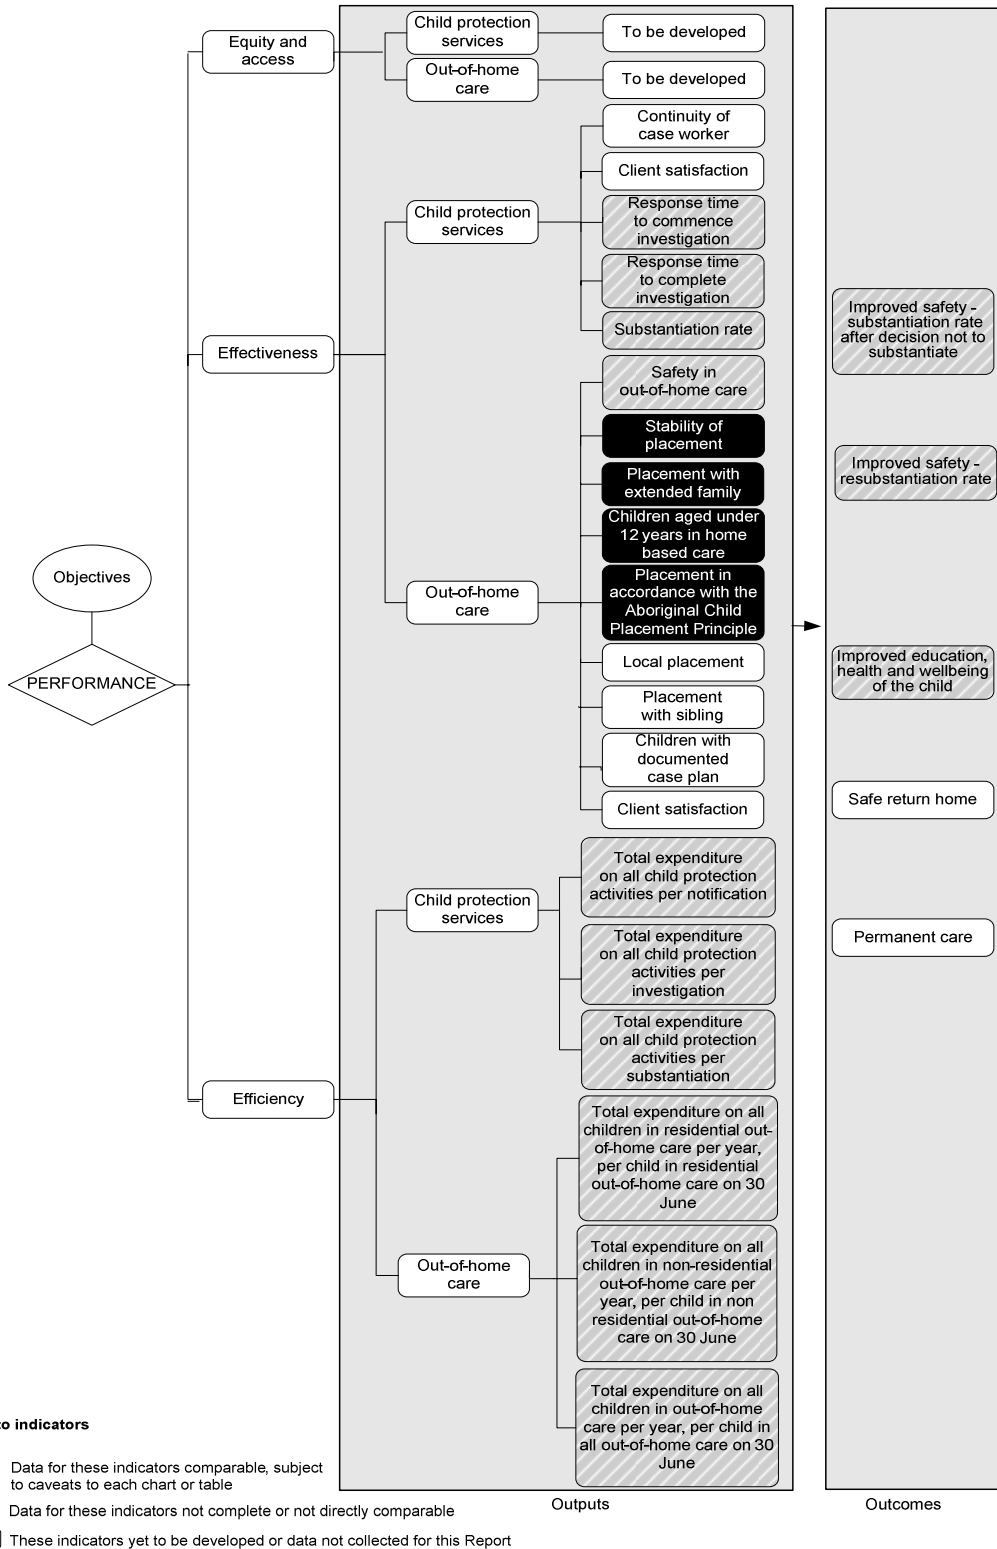 Equity and
access
Child protection
services
To be developed
Out-of-home
care
To be developed
Effectiveness
Child protection
services
Continuity of
case worker
Client satisfaction
Response time
to commence
investigation
Response time
to complete
investigation
Substantiation rate
Out-of-home
care
Safety in
out-of-home care
Stability of
placement
Placement with
extended family
Children aged under
12 years in home
based care
Placement in
accordance with the
Aboriginal Child
Placement Principle
Local placement
Placement
with sibling
Children with
documented
case plan
Client satisfaction
Objectives
PERFORMANCE
Efficiency
Child protection
services
Total expenditure
on all child protection
activities per notification
Total expenditure
on all child protection
activities per
investigation
Total expenditure
on all child protection
activities per
substantiation
Out-of-home
care
Total expenditure on all
children in residential out-
of-home care per year,
per child in residential
out-of-home care on 30
June
Total expenditure on all
children in non-residential
out-of-home care per
year, per child in non
residential out-of-home
care on 30 June
Total expenditure on all
children in out-of-home
care per year, per child in
all out-of-home care on 30
June
Outputs
Improved safety -
substantiation rate
after decision not to
substantiate
Improved safety -
resubstantiation rate
Improved education,
health and wellbeing
of the child
Safe return home
Permanent care
Outcomes
to indicators
Data for these indicators comparable, subject
to caveats to each chart or table
Data for these indicators not complete or not directly comparable
These indicators yet to be developed or data not collected for this Report